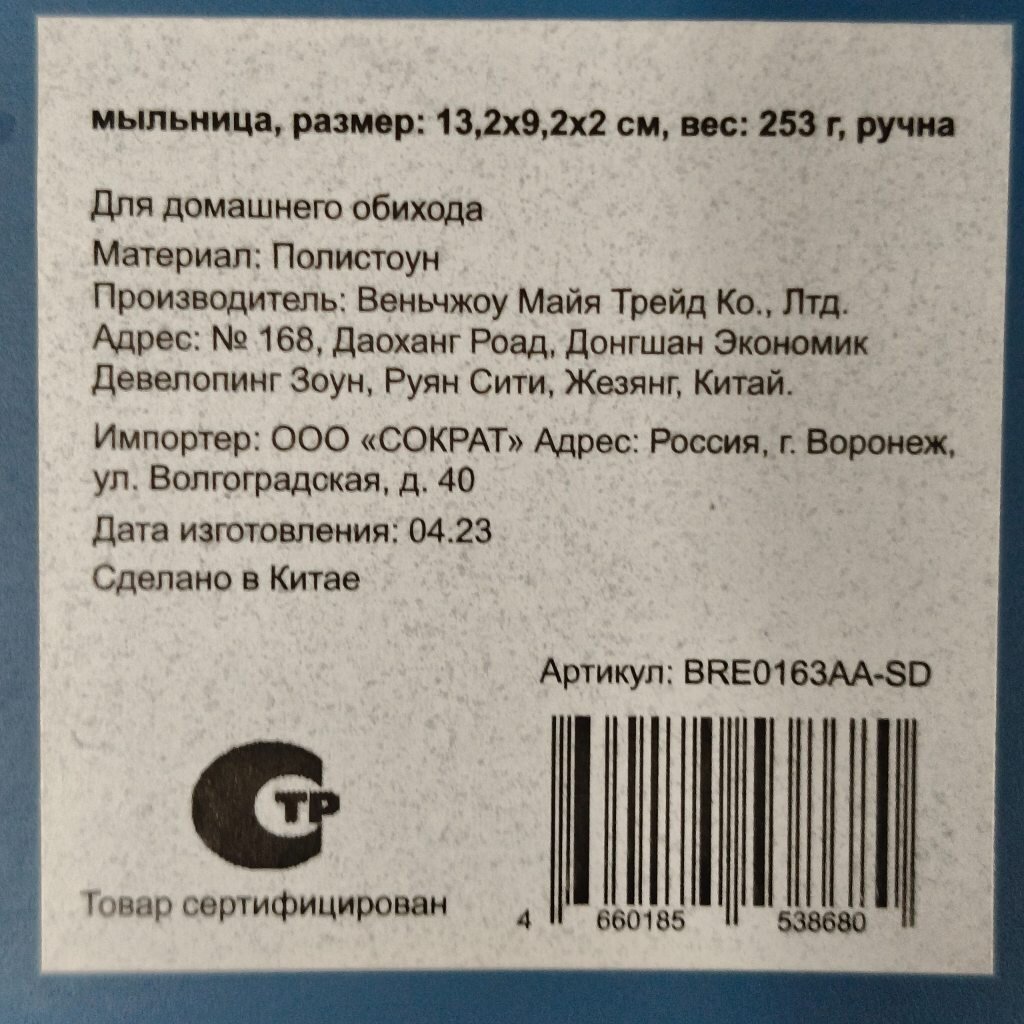 мыльница, размер: 13,2х9,2х2 см, вес: 253 г, ручна
Для домашнего обихода
Материал: Полистоун
Производитель: Веньчжоу Майя Трейд Ко., Лтд.
Адрес: № 168, Даоханг Роад, Донгшан Экономик
Девелопинг Зоун, Руян Сити, Жезянг, Китай.
Импортер: ООО «СОКРАТ» Адрес: Россия, г. Воронеж,
ул. Волгоградская, д. 40
Дата изготовления: 04.23
Сделано в Китае
Артикул: BRE0163AA-SD
СТР
Товар сертифицирован
4 660185 538680